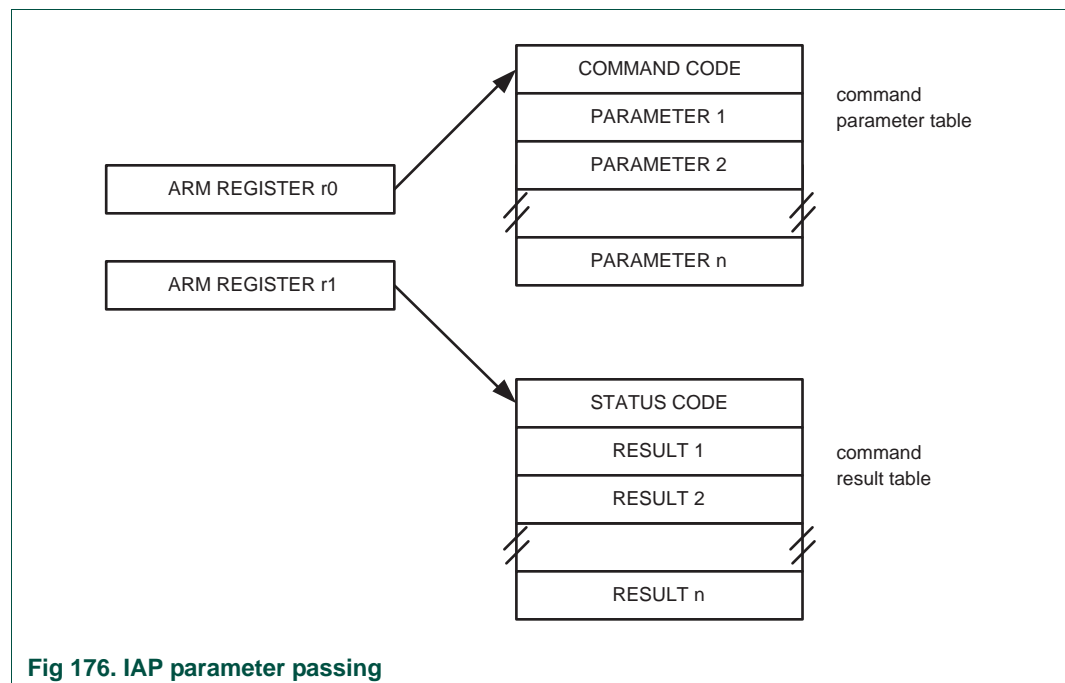 COMMAND CODE
PARAMETER 1
PARAMETER 2
PARAMETER n
command
parameter table
ARM REGISTER r0
ARM REGISTER r1
STATUS CODE
RESULT 1
RESULT 2
RESULT n
command
result table
Fig 176. IAP parameter passing